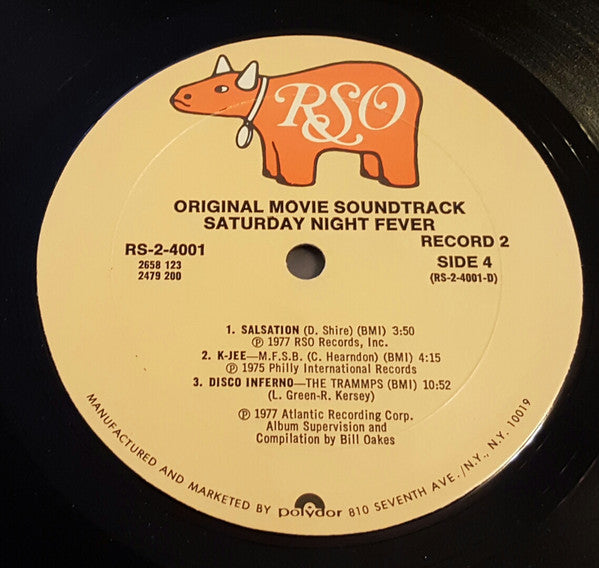 RSO
ORIGINAL MOVIE SOUNDTRACK
SATURDAY NIGHT FEVER
RS-2-4001
2658 123
2479 200
RECORD 2
SIDE 4
(RS-2-4001-D)
1. SALSATION (D. Shire) (BMI) 3:50
Ⓟ 1977 RSO Records, Inc.
2. K-JEE—M.F.S.B. (C. Hearndon) (BMI) 4:15
Ⓟ 1975 Philly International Records
3. DISCO INFERNO—THE TRAMMPS (BMI) 10:52
(L. Green-R. Kersey)
Ⓟ 1977 Atlantic Recording Corp.
Album Supervision and
Compilation by Bill Oakes
MANUFACTURED AND MARKETED BY polydor 810 SEVENTH AVE./N.Y., N.Y. 10019